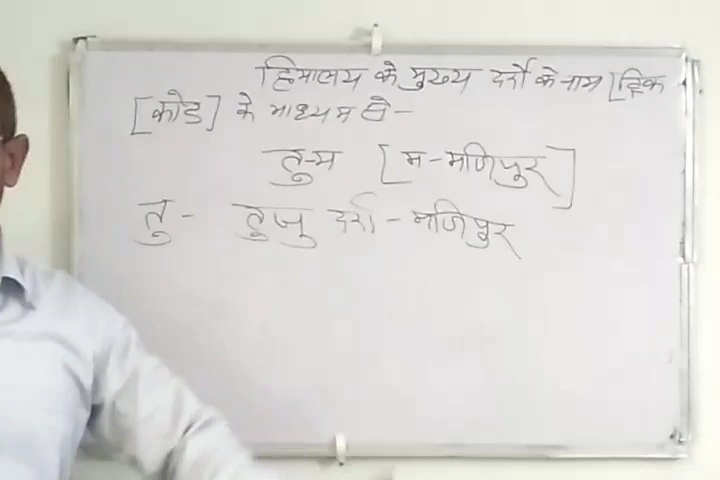 हिमालय के मुख्य दर्रो के नाम [ट्रिक
[कोड] के माध्यम से -
तु-म [म - मणिपुर]
तु - तुजु दर्रा - मणिपुर